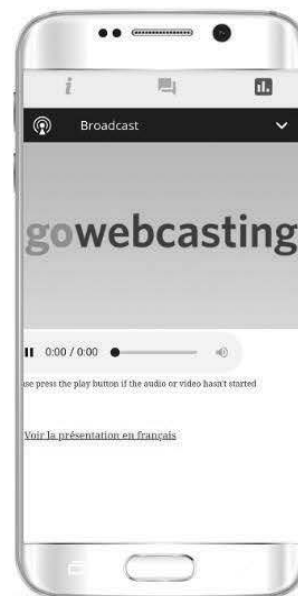 i
Broadcast
gowebcasting
0:00 / 0:00
press the play button if the audio or video hasn't started
Voir la présentation en français